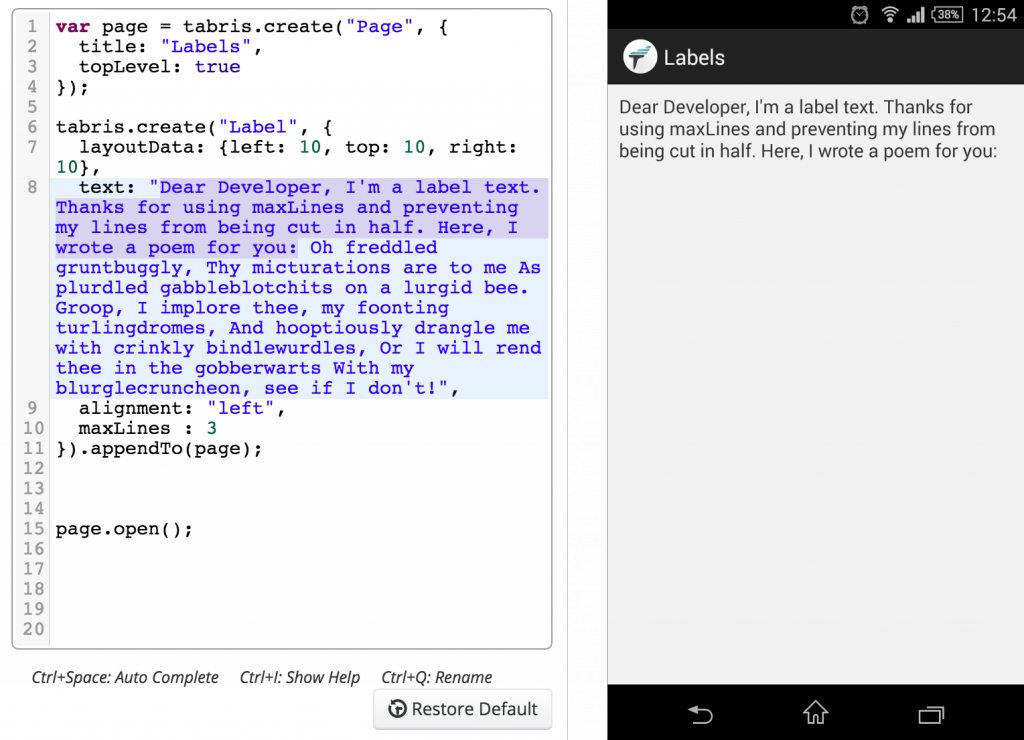 1 var page = tabris.create("Page", {
2 title: "Labels",
3 topLevel: true
4 });
5
6 tabris.create("Label", {
7 layoutData: {left: 10, top: 10, right:
10},
8 text: "Dear Developer, I'm a label text.
Thanks for using maxLines and preventing
my lines from being cut in half. Here, I
wrote a poem for you: Oh freddled
gruntbuggly, Thy micturations are to me As
plurdled gabbleblotchits on a lurgid bee.
Groop, I implore thee, my foonting
turlingdromes, And hooptiously drangle me
with crinkly bindlewurdles, Or I will rend
thee in the gobberwarts With my
blurglecruncheon, see if I don't!",
9 alignment: "left",
10 maxLines : 3
11 }).appendTo(page);
12
13
14
15 page.open();
16
17
18
19
20
Ctrl+Space: Auto Complete Ctrl+I: Show Help Ctrl+Q: Rename
Restore Default
38% 12:54
Labels
Dear Developer, I'm a label text. Thanks for
using maxLines and preventing my lines from
being cut in half. Here, I wrote a poem for you: